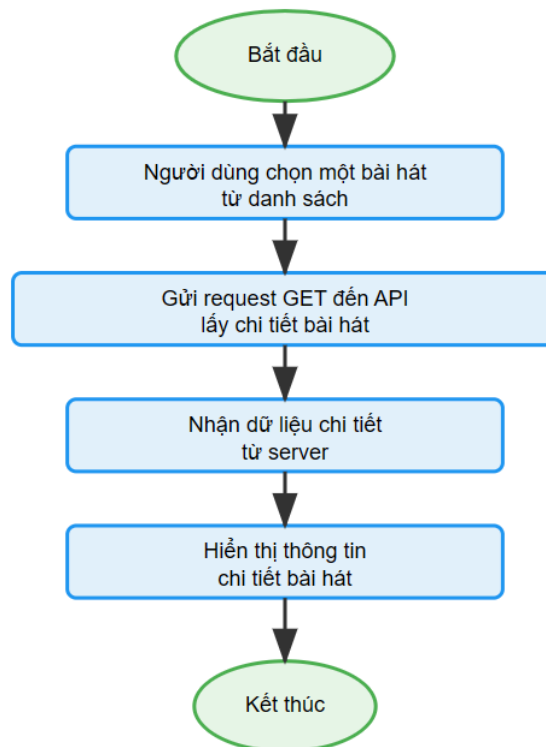 Bắt đầu
Người dùng chọn một bài hát
từ danh sách
Gửi request GET đến API
lấy chi tiết bài hát
Nhận dữ liệu chi tiết
từ server
Hiển thị thông tin
chi tiết bài hát
Kết thúc